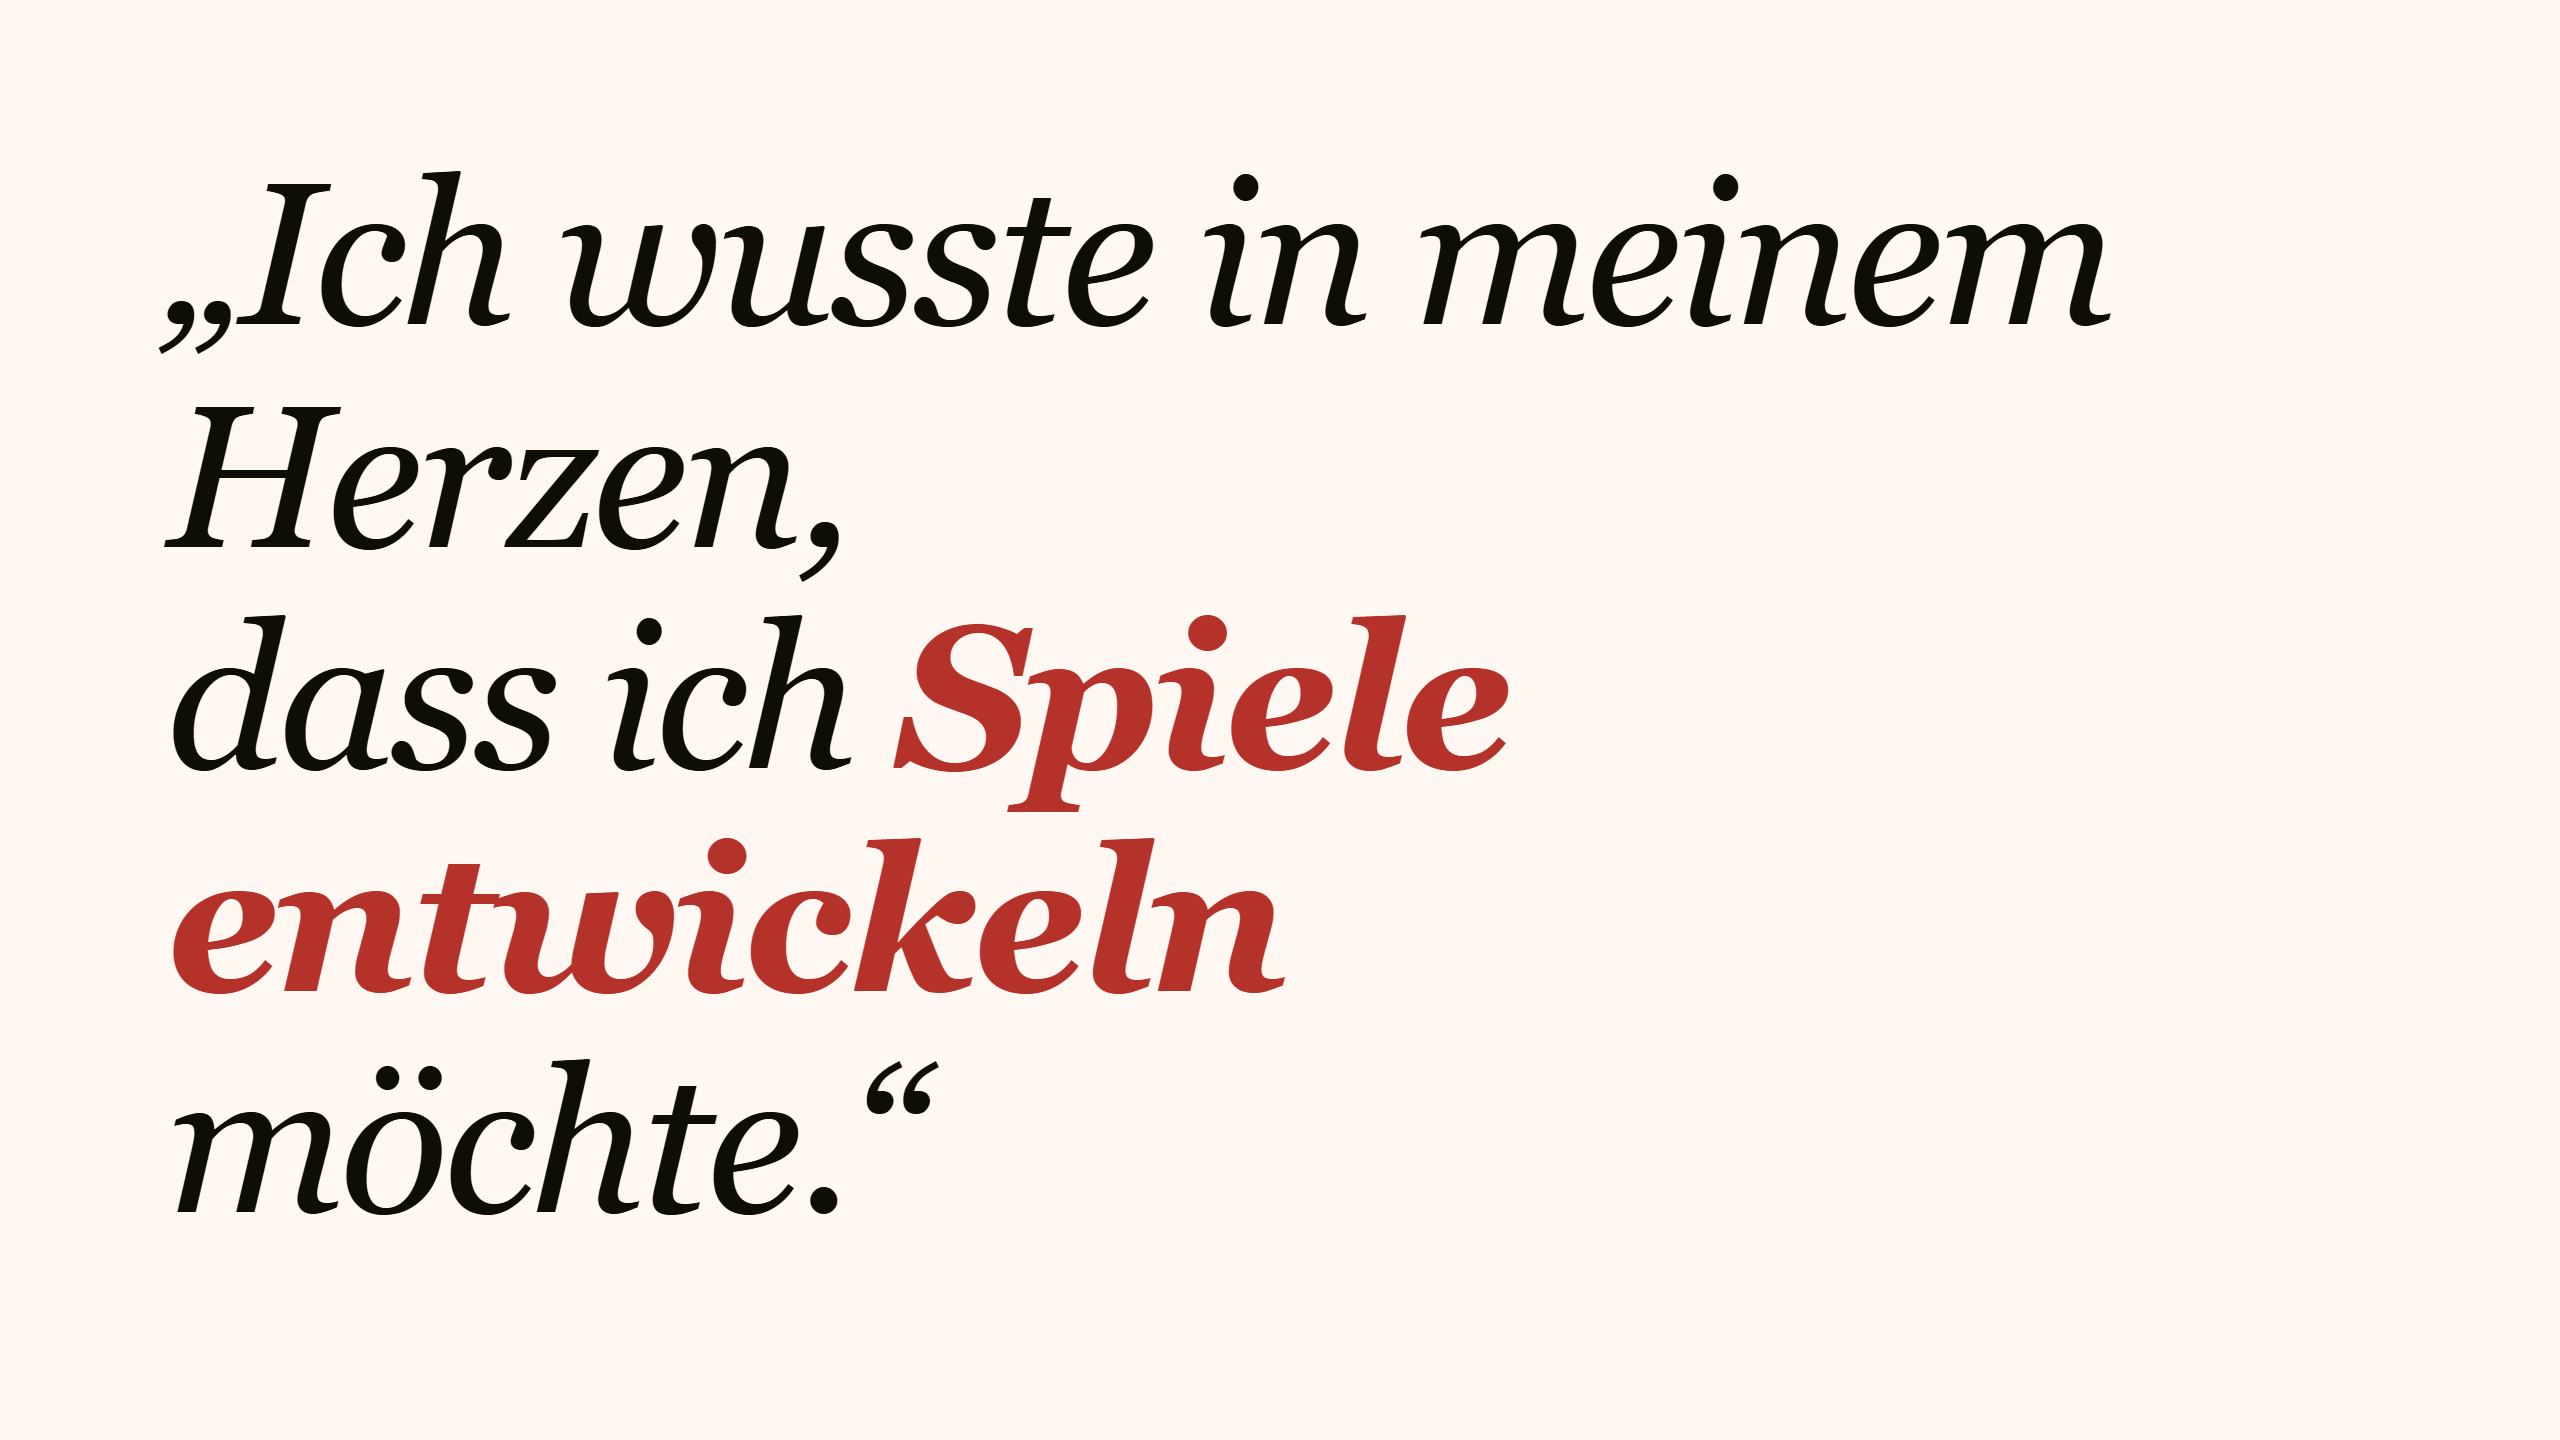 „Ich wusste in meinem
Herzen,
dass ich Spiele
entwickeln
möchte.“